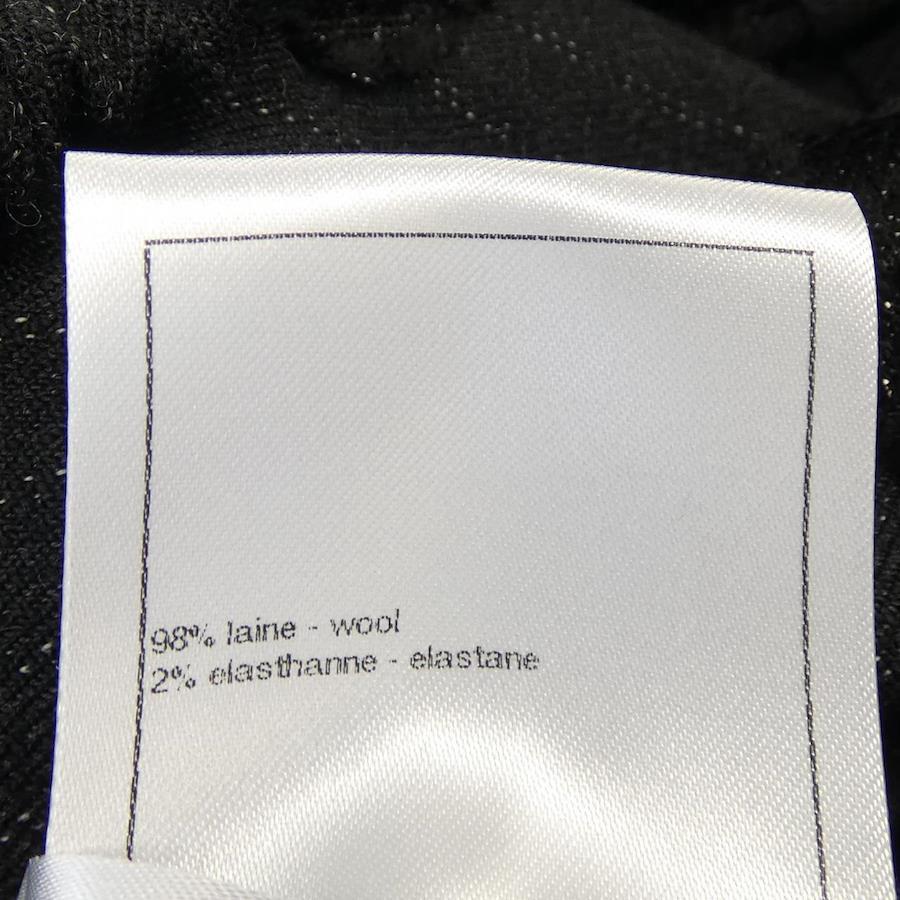 98% laine - wool
2% elasthanne - elastane